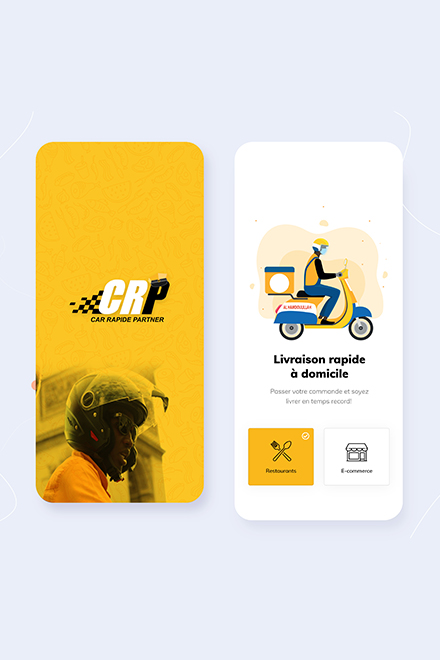 CRP
CAR RAPIDE PARTNER
Livraison rapide
à domicile
Passer votre commande et soyez
livrer en temps record!
Restaurants
E-commerce